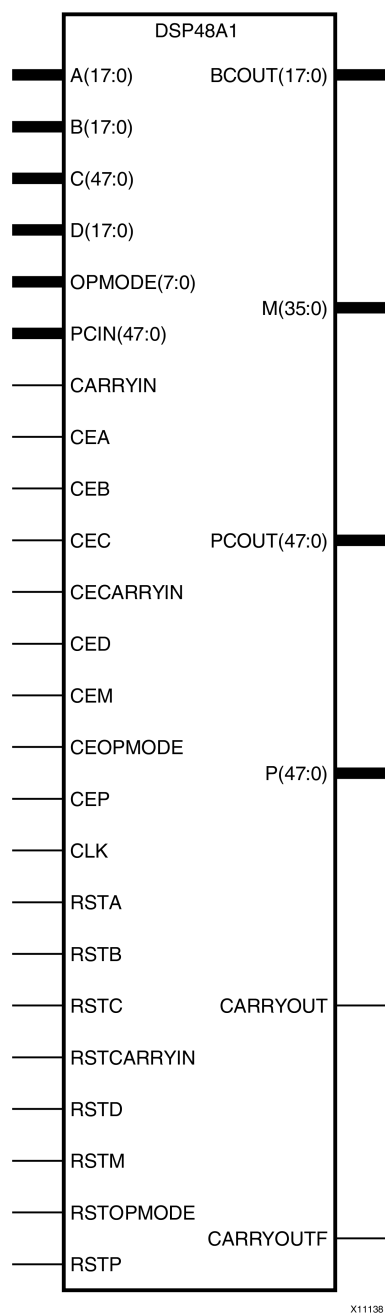 DSP48A1
A(17:0)
BCOUT(17:0)
B(17:0)
C(47:0)
D(17:0)
OPMODE(7:0)
M(35:0)
PCIN(47:0)
CARRYIN
CEA
CEB
CEC
PCOUT(47:0)
CECARRYIN
CED
CEM
CEOPMODE
P(47:0)
CEP
CLK
RSTA
RSTB
RSTC
CARRYOUT
RSTCARRYIN
RSTD
RSTM
RSTOPMODE
CARRYOUTF
RSTP
X11138